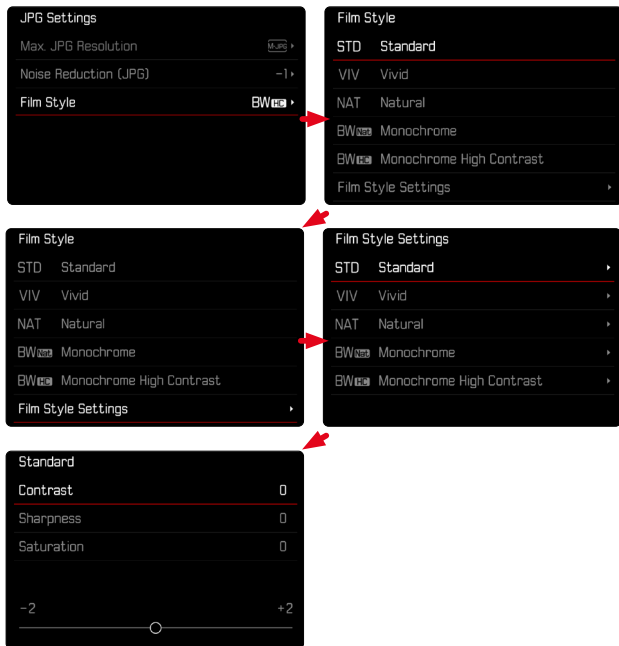 JPG Settings
Max. JPG Resolution M-JPG
Noise Reduction (JPG) -1
Film Style BW HC
Film Style
STD Standard
VIV Vivid
NAT Natural
BW Nat. Monochrome
BW HC Monochrome High Contrast
Film Style Settings
Film Style
STD Standard
VIV Vivid
NAT Natural
BW Nat. Monochrome
BW HC Monochrome High Contrast
Film Style Settings
Film Style Settings
STD Standard
VIV Vivid
NAT Natural
BW Nat. Monochrome
BW HC Monochrome High Contrast
Standard
Contrast 0
Sharpness 0
Saturation 0
-2 +2